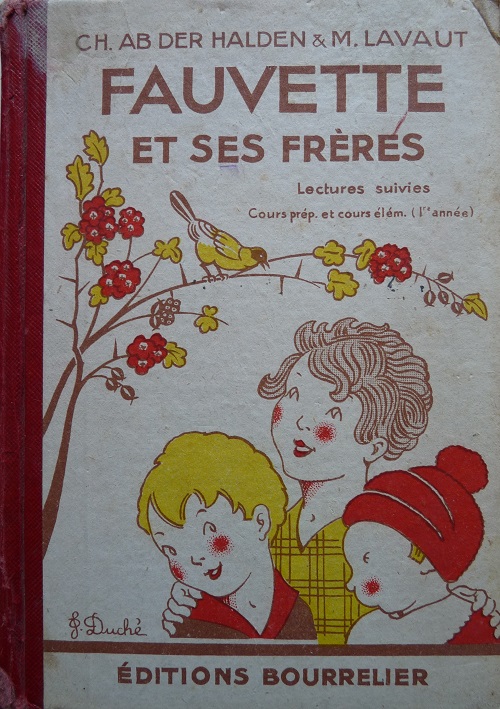 CH. AB DER HALDEN & M. LAVAUT
FAUVETTE
ET SES FRÈRES
Lectures suivies
Cours prép. et cours élém. (1re année)
J. Duché
ÉDITIONS BOURRELIER